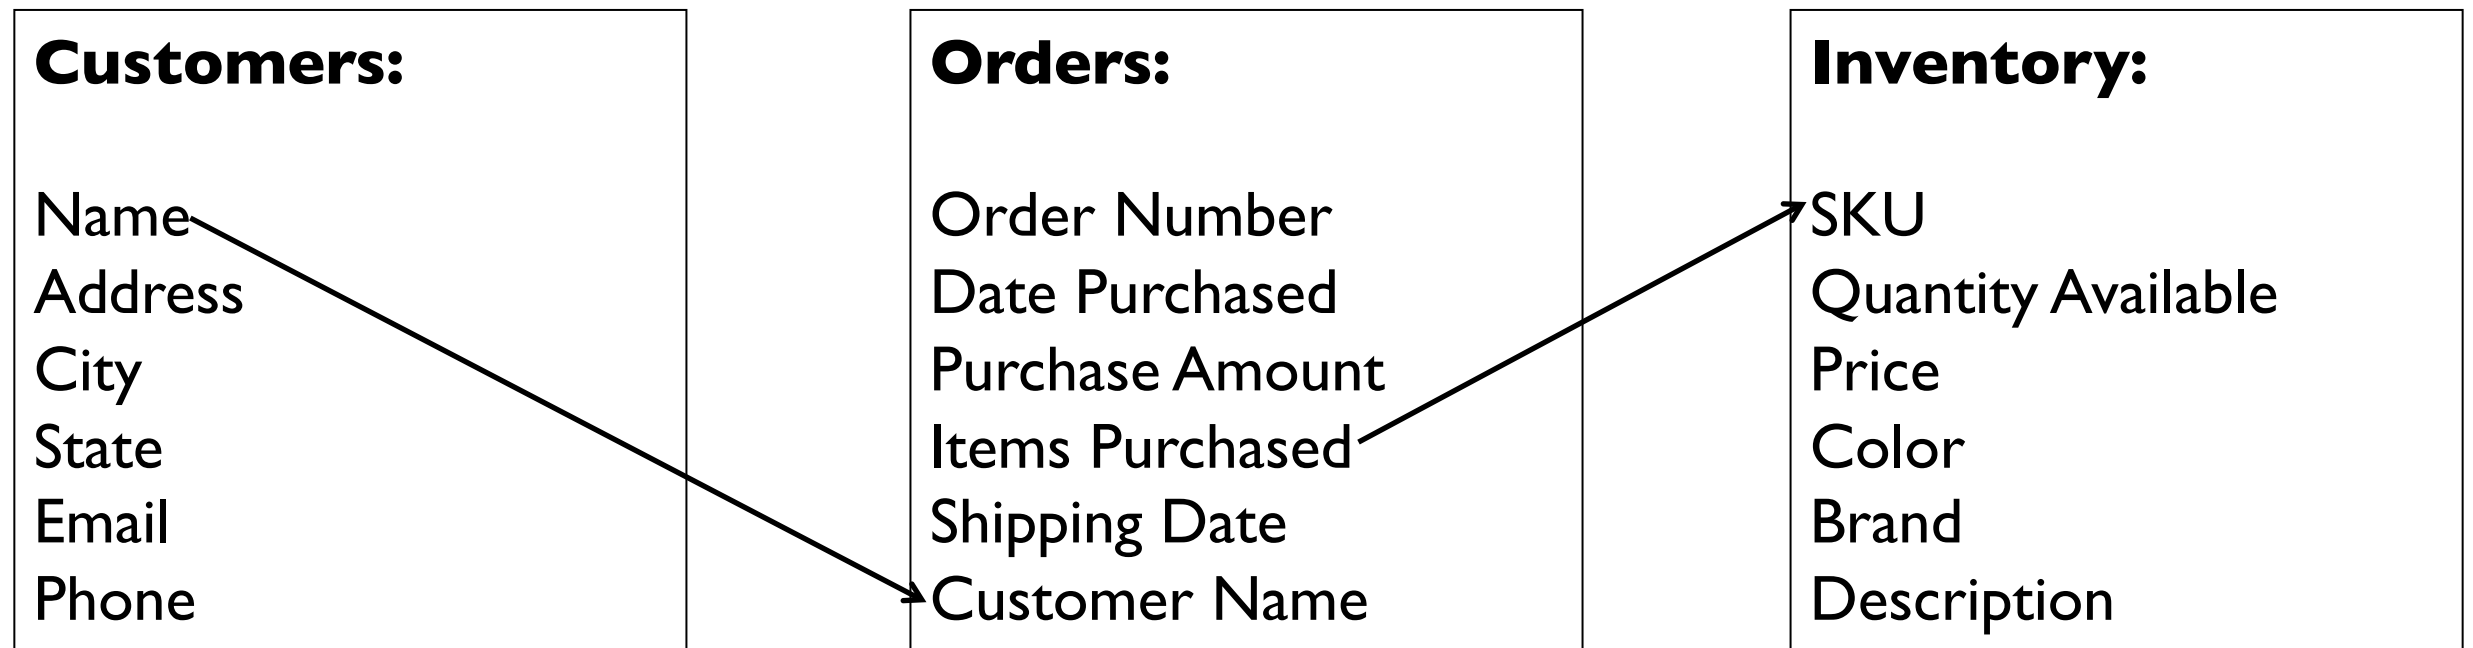 Customers:
Name
Address
City
State
Email
Phone
Orders:
Order Number
Date Purchased
Purchase Amount
Items Purchased
Shipping Date
Customer Name
Inventory:
SKU
Quantity Available
Price
Color
Brand
Description